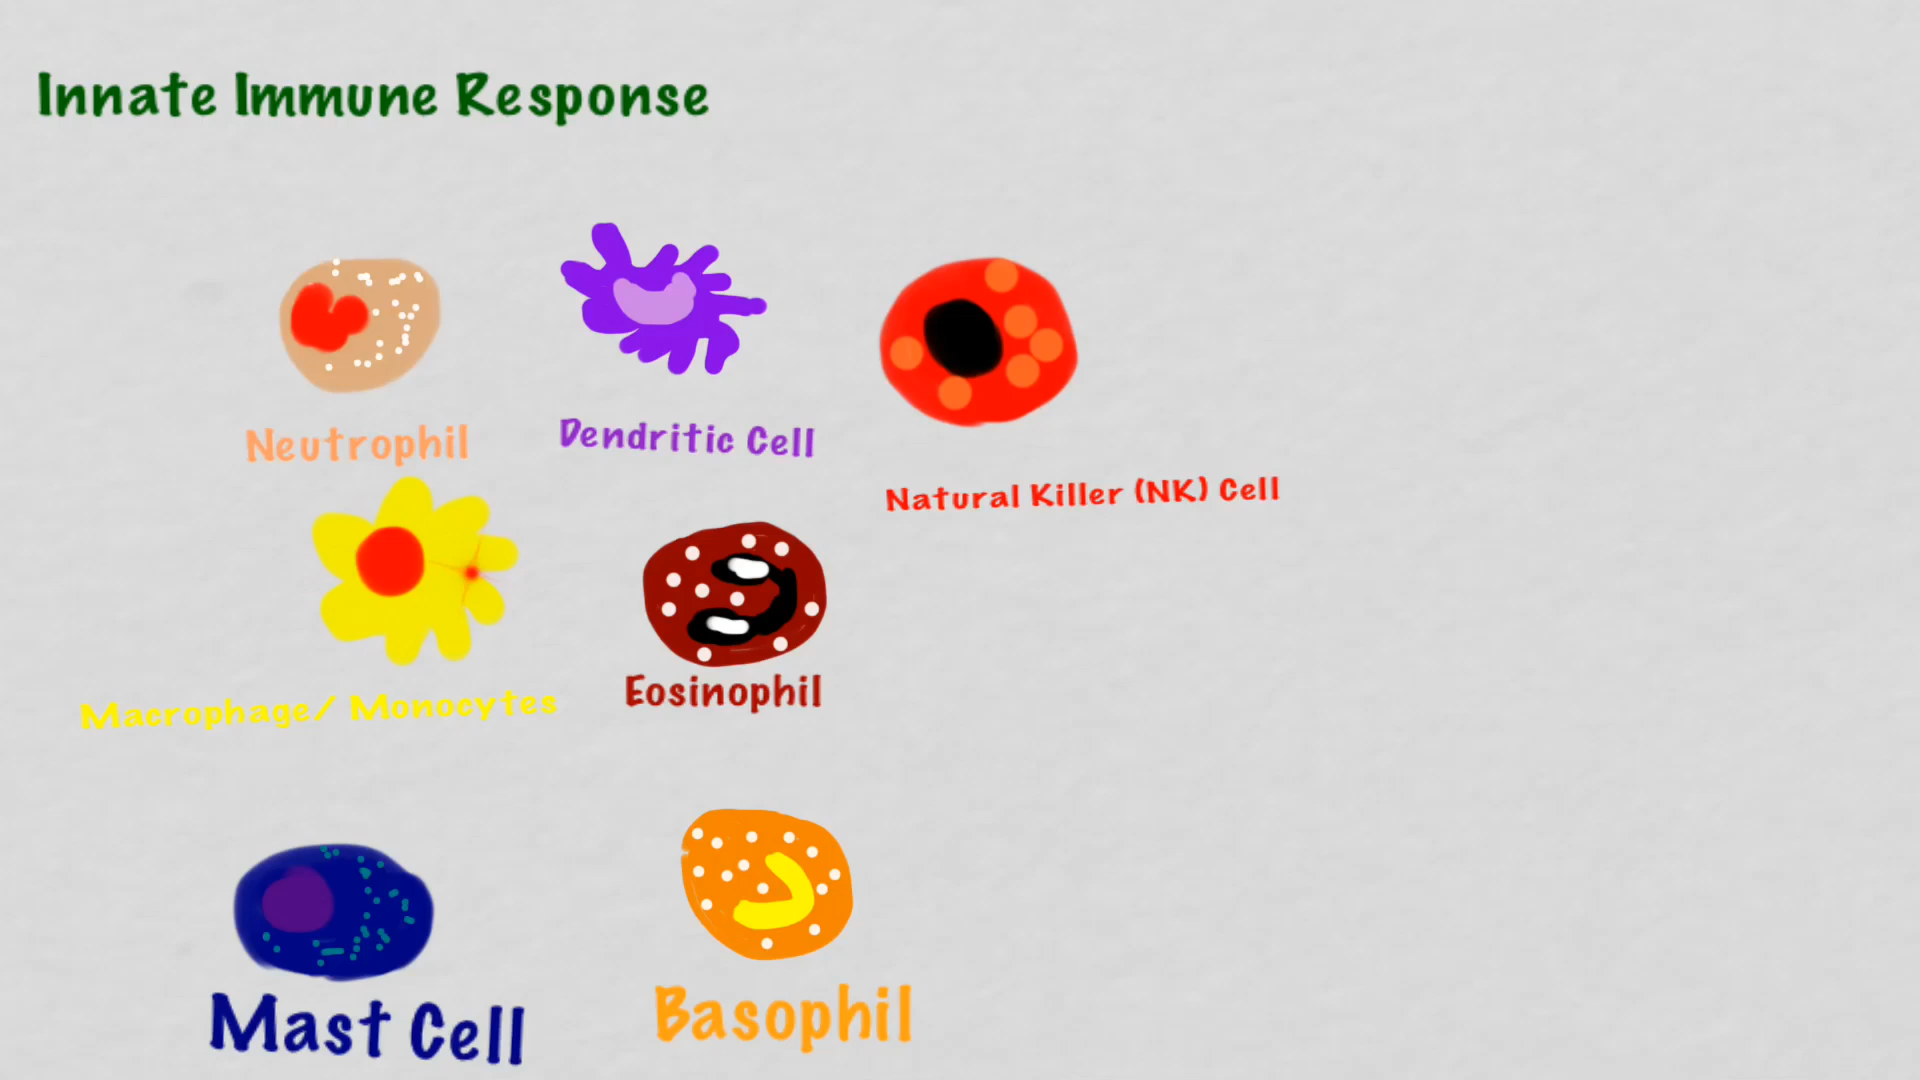 Innate Immune Response
Neutrophil
Dendritic Cell
Natural Killer (NK) Cell
Macrophage/ Monocytes
Eosinophil
Mast Cell
Basophil